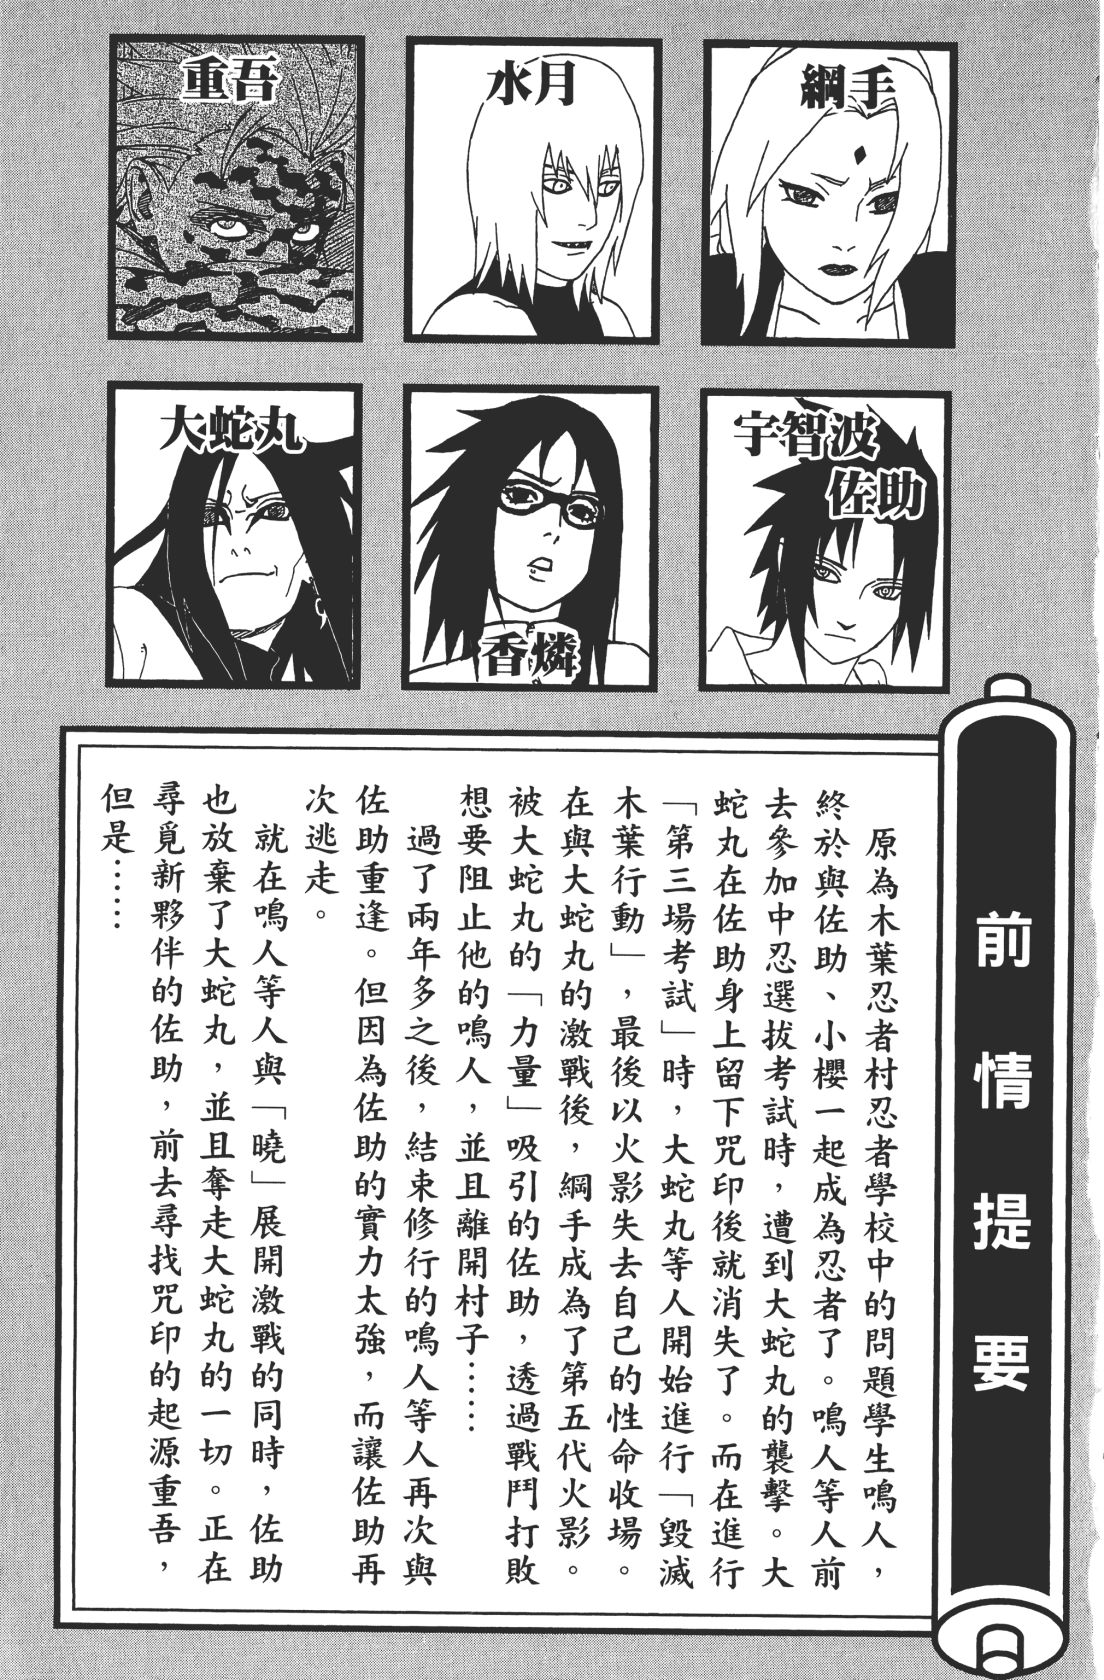 綱手
水月
重吾
宇智波
佐助
香燐
大蛇丸
前情提要
原為木葉忍者村忍者學校中的問題學生鳴人，
終於與佐助、小櫻一起成為忍者了。鳴人等人前
去參加中忍選拔考試時，遭到大蛇丸的襲擊。大
蛇丸在佐助身上留下咒印後就消失了。而在進行
「第三場考試」時，大蛇丸等人開始進行「毀滅
木葉行動」，最後以火影失去自己的性命收場。
在與大蛇丸的激戰後，綱手成為了第五代火影。
被大蛇丸的「力量」吸引的佐助，透過戰鬥打敗
想要阻止他的鳴人，並且離開村子……
過了兩年多之後，結束修行的鳴人等人再次與
佐助重逢。但因為佐助的實力太強，而讓佐助再
次逃走。
就在鳴人等人與「曉」展開激戰的同時，佐助
也放棄了大蛇丸，並且奪走大蛇丸的一切。正在
尋覓新夥伴的佐助，前去尋找咒印的起源重吾，
但是……